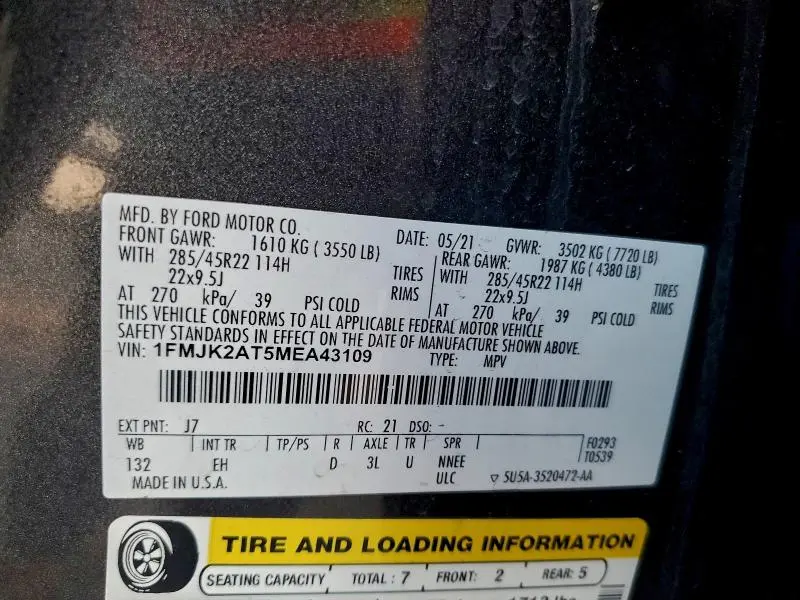 MFD. BY FORD MOTOR CO.
DATE: 05/21 GVWR: 3502 KG ( 7720 LB)
FRONT GAWR: 1610 KG ( 3550 LB)
WITH 285/45R22 114H TIRES
22x9.5J RIMS
AT 270 kPa/ 39 PSI COLD
REAR GAWR: 1987 KG ( 4380 LB)
WITH 285/45R22 114H TIRES
22x9.5J RIMS
AT 270 kPa/ 39 PSI COLD
THIS VEHICLE CONFORMS TO ALL APPLICABLE FEDERAL MOTOR VEHICLE
SAFETY STANDARDS IN EFFECT ON THE DATE OF MANUFACTURE SHOWN ABOVE.
VIN: 1FMJK2AT5MEA43109 TYPE: MPV
EXT PNT: J7 RC: 21 DSO: -
WB INT TR TP/PS R AXLE TR SPR
132 EH D 3L U NNEE
F0293
T0539
MADE IN U.S.A. ULC 5U5A-3520472-AA
TIRE AND LOADING INFORMATION
SEATING CAPACITY TOTAL : 7 FRONT: 2 REAR: 5